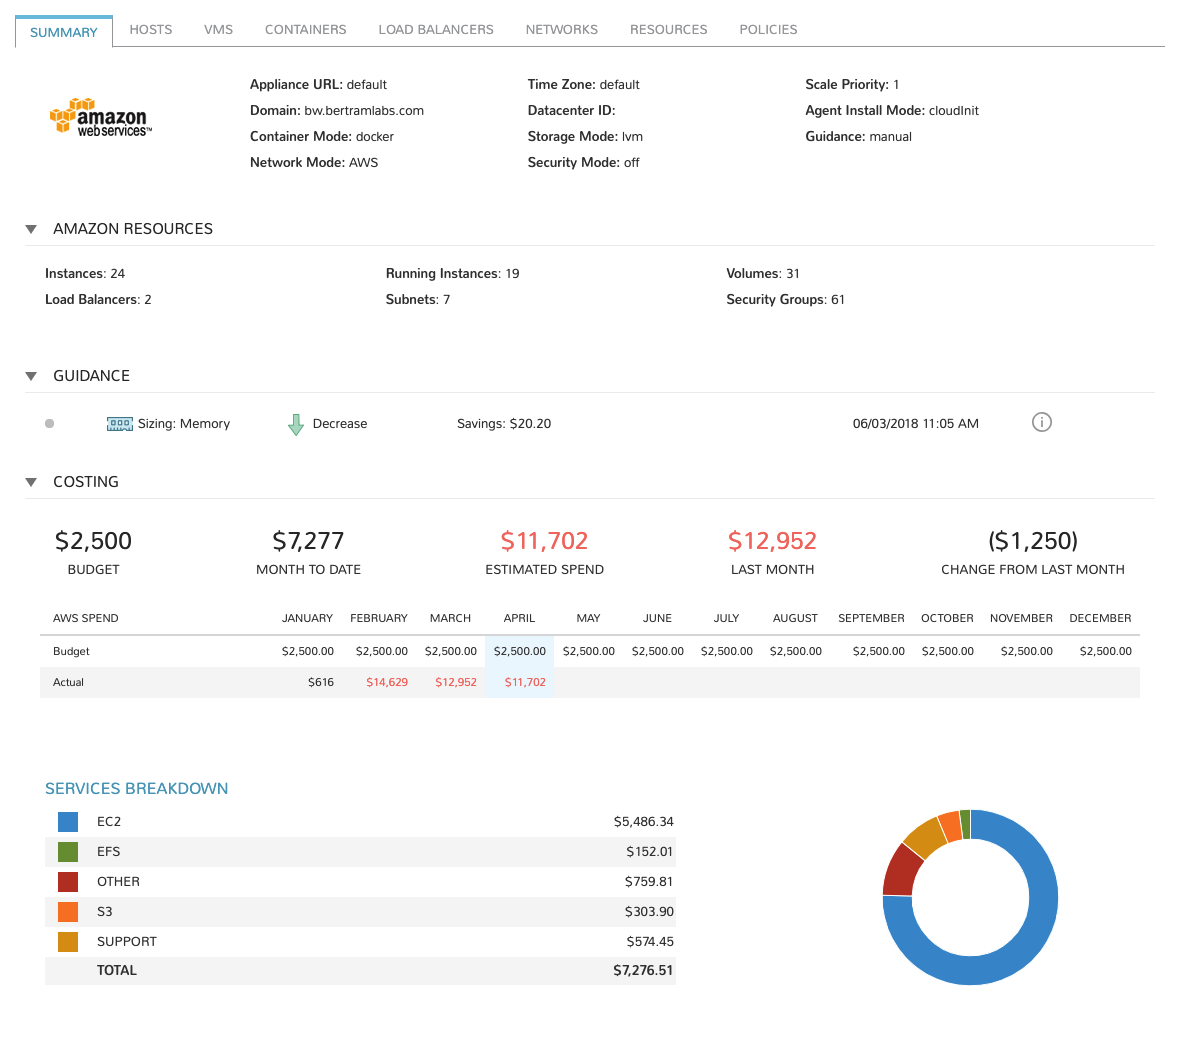 SUMMARY HOSTS VMS CONTAINERS LOAD BALANCERS NETWORKS RESOURCES POLICIES
amazon
webservices™
Appliance URL: default Time Zone: default Scale Priority: 1
Domain: bw.bertramlabs.com Datacenter ID: Agent Install Mode: cloudInit
Container Mode: docker Storage Mode: lvm Guidance: manual
Network Mode: AWS Security Mode: off
AMAZON RESOURCES
Instances: 24 Running Instances: 19 Volumes: 31
Load Balancers: 2 Subnets: 7 Security Groups: 61
GUIDANCE
Sizing: Memory Decrease Savings: $20.20 06/03/2018 11:05 AM
COSTING
$2,500 $7,277 $11,702 $12,952 ($1,250)
BUDGET MONTH TO DATE ESTIMATED SPEND LAST MONTH CHANGE FROM LAST MONTH
AWS SPEND JANUARY FEBRUARY MARCH APRIL MAY JUNE JULY AUGUST SEPTEMBER OCTOBER NOVEMBER DECEMBER
Budget $2,500.00 $2,500.00 $2,500.00 $2,500.00 $2,500.00 $2,500.00 $2,500.00 $2,500.00 $2,500.00 $2,500.00 $2,500.00 $2,500.00
Actual $616 $14,629 $12,952 $11,702
SERVICES BREAKDOWN
EC2 $5,486.34
EFS $152.01
OTHER $759.81
S3 $303.90
SUPPORT $574.45
TOTAL $7,276.51